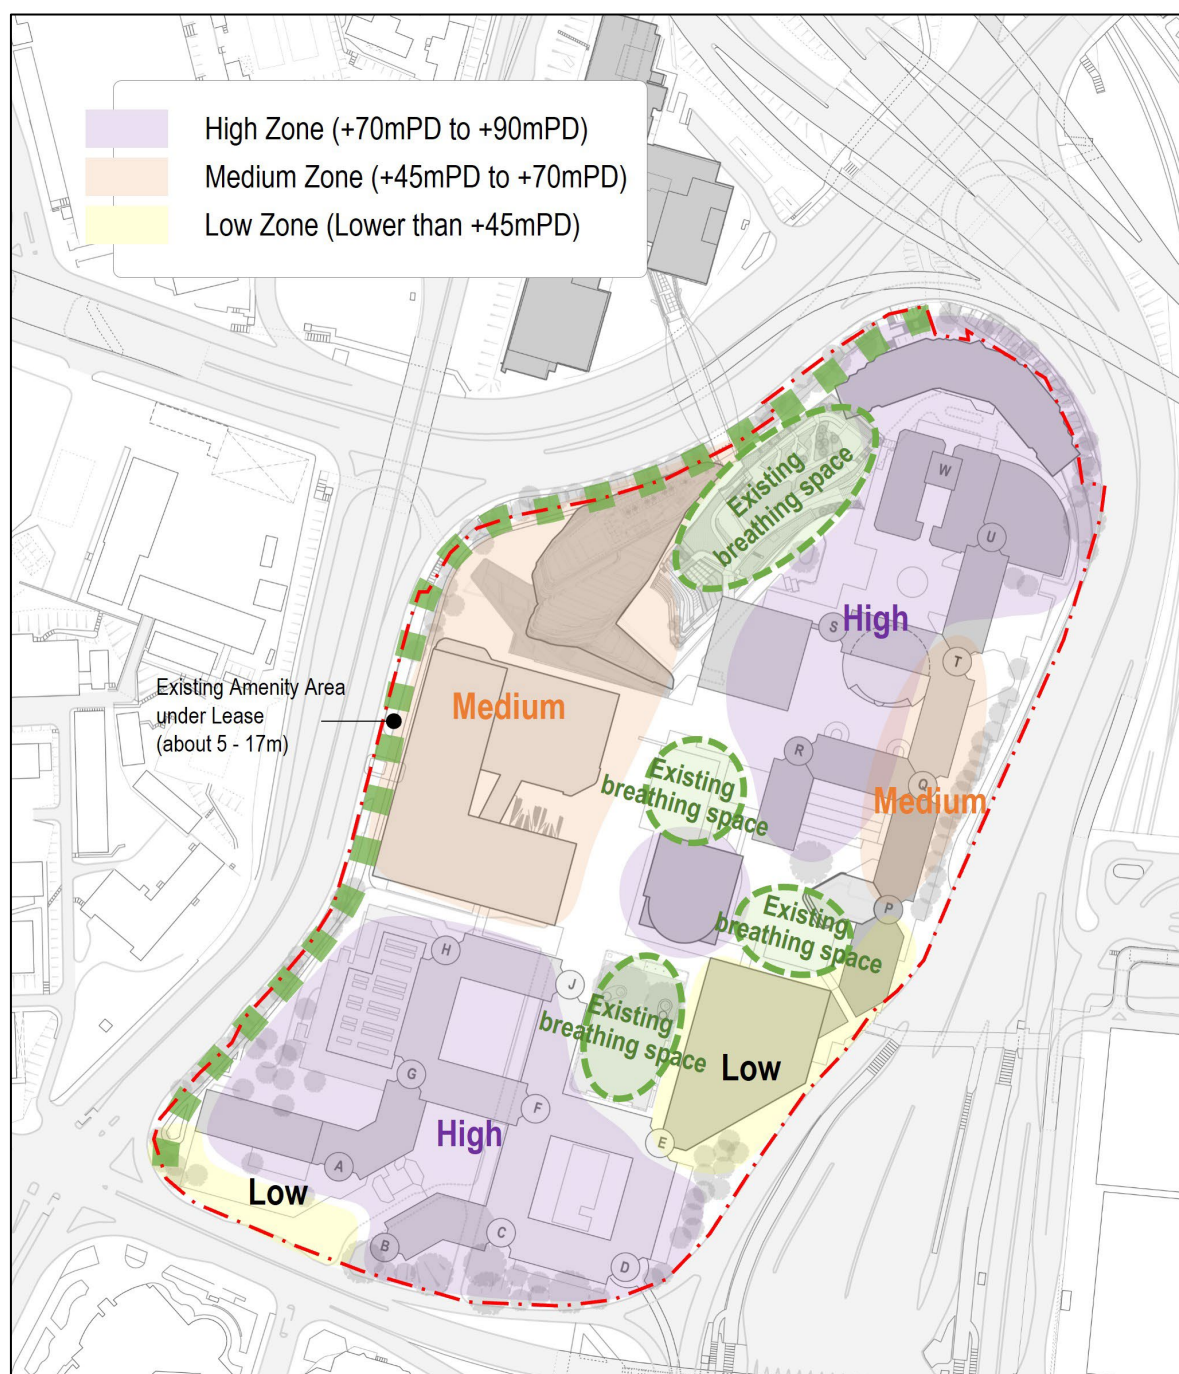 High Zone (+70mPD to +90mPD)
Medium Zone (+45mPD to +70mPD)
Low Zone (Lower than +45mPD)
Existing
breathing space
W
U
High
S
T
Existing Amenity Area
under Lease
(about 5 - 17m)
Medium
R
Existing
breathing space
Q
Medium
P
Existing
breathing space
H
J
Existing
breathing space
Low
G
F
High
E
A
Low
B
C
D